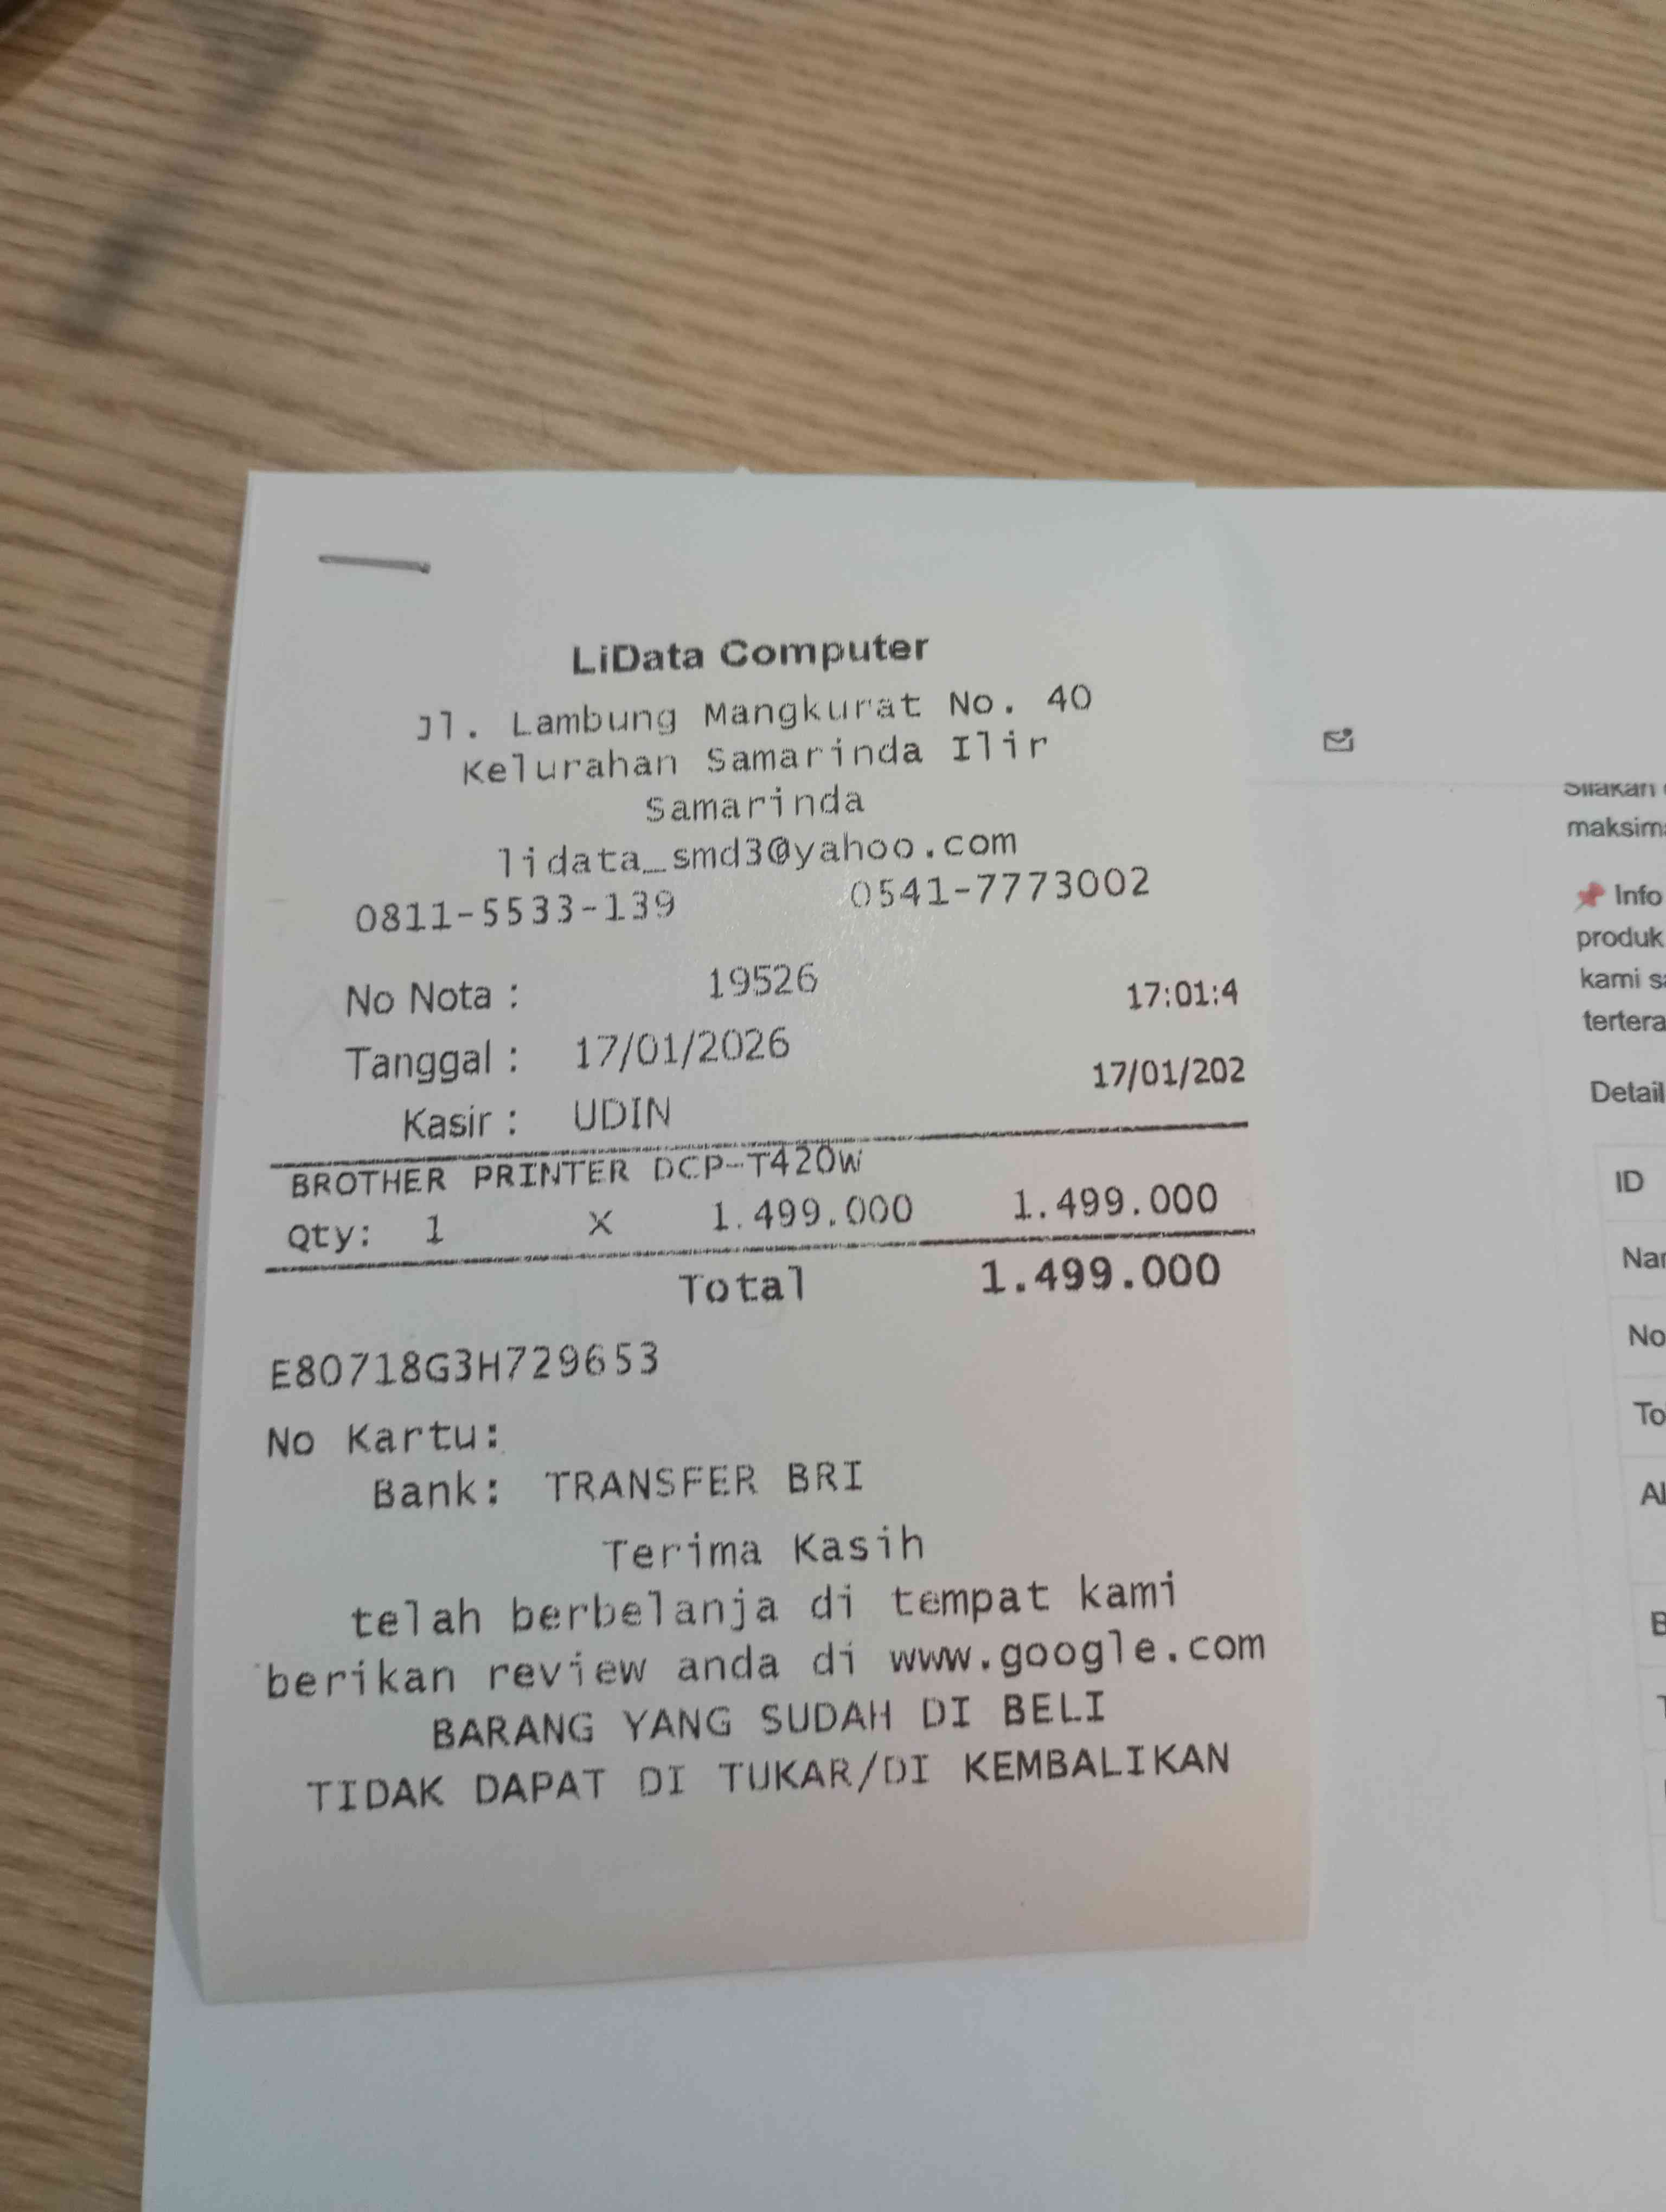 LiData Computer
Jl. Lambung Mangkurat No. 40
Kelurahan Samarinda Ilir
Samarinda
lidata_smd3@yahoo.com
0811-5533-139 0541-7773002
No Nota : 19526 17:01:4
Tanggal : 17/01/2026 17/01/202
Kasir : UDIN
BROTHER PRINTER DCP-T420W
Qty: 1 X 1.499.000 1.499.000
Total 1.499.000
E80718G3H729653
No Kartu:
Bank: TRANSFER BRI
Terima Kasih
telah berbelanja di tempat kami
berikan review anda di www.google.com
BARANG YANG SUDAH DI BELI
TIDAK DAPAT DI TUKAR/DI KEMBALIKAN
Silakan
maksima
Info
produk
kami sa
tertera
Detail
ID
Nar
No
To
Al